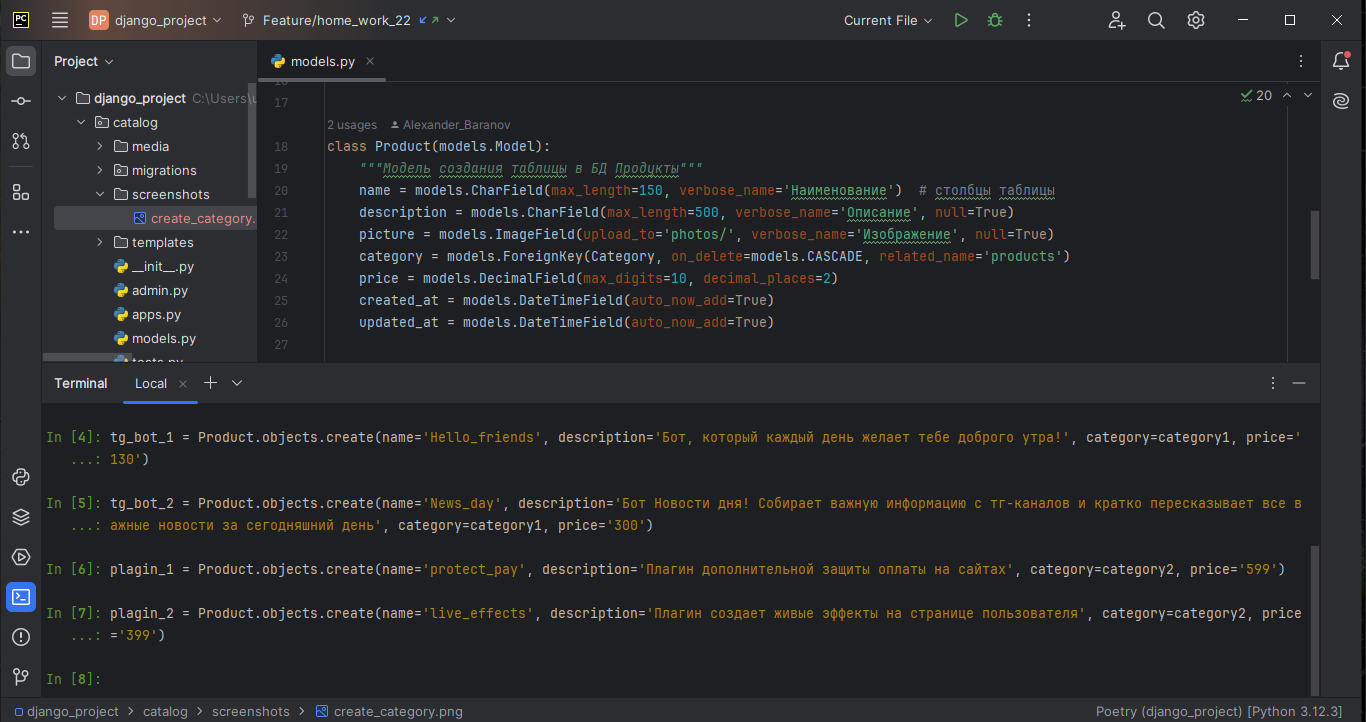 PC
DP django_project
Feature/home_work_22
Current File
Project
models.py
django_project C:\Users\u
catalog
media
migrations
screenshots
create_category.
templates
__init__.py
admin.py
apps.py
models.py
tests.py
20
17
2 usages Alexander_Baranov
18 class Product(models.Model):
19 """Модель создания таблицы в БД Продукты"""
20 name = models.CharField(max_length=150, verbose_name='Наименование') # столбцы таблицы
21 description = models.CharField(max_length=500, verbose_name='Описание', null=True)
22 picture = models.ImageField(upload_to='photos/', verbose_name='Изображение', null=True)
23 category = models.ForeignKey(Category, on_delete=models.CASCADE, related_name='products')
24 price = models.DecimalField(max_digits=10, decimal_places=2)
25 created_at = models.DateTimeField(auto_now_add=True)
26 updated_at = models.DateTimeField(auto_now_add=True)
27
Terminal Local
In [4]: tg_bot_1 = Product.objects.create(name='Hello_friends', description='Бот, который каждый день желает тебе доброго утра!', category=category1, price='
...: 130')
In [5]: tg_bot_2 = Product.objects.create(name='News_day', description='Бот Новости дня! Собирает важную информацию с тг-каналов и кратко пересказывает все в
...: ажные новости за сегодняшний день', category=category1, price='300')
In [6]: plagin_1 = Product.objects.create(name='protect_pay', description='Плагин дополнительной защиты оплаты на сайтах', category=category2, price='599')
In [7]: plagin_2 = Product.objects.create(name='live_effects', description='Плагин создает живые эффекты на странице пользователя', category=category2, price
...: ='399')
In [8]:
django_project > catalog > screenshots > create_category.png
Poetry (django_project) [Python 3.12.3]